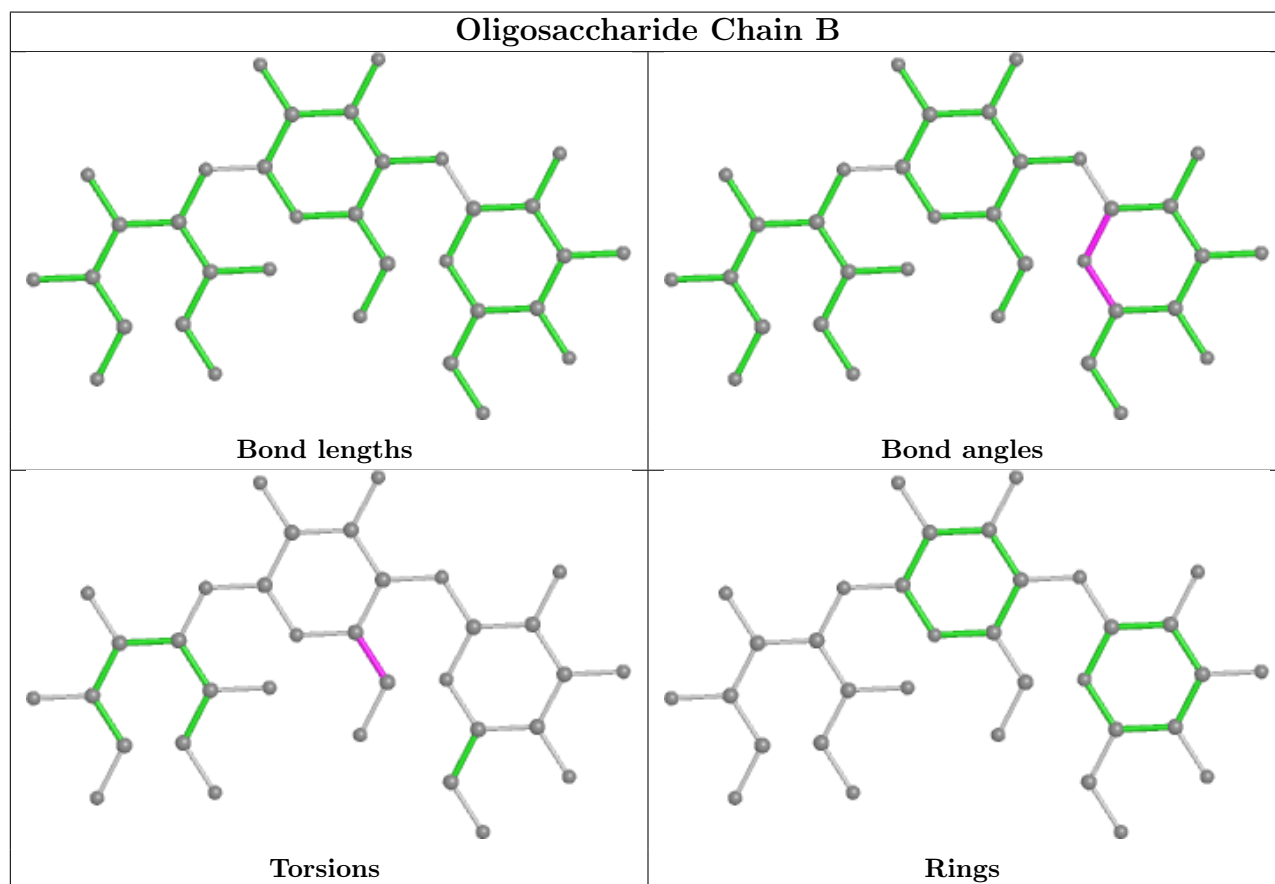 Oligosaccharide Chain B
Bond lengths
Bond angles
Torsions
Rings